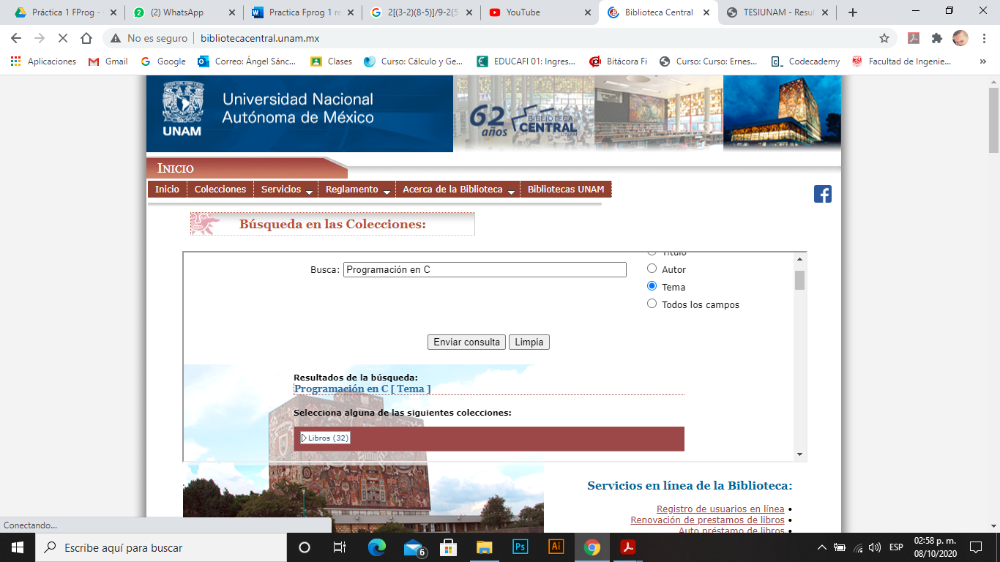 Práctica 1 FProg -
(2) WhatsApp
Practica Fprog 1 re
2[(3-2)(8-5)]/9-2(5
YouTube
Biblioteca Central
TESIUNAM - Resul
No es seguro
bibliotecacentral.unam.mx
Aplicaciones
Gmail
Google
Correo: Ángel Sánc...
Clases
Curso: Cálculo y Ge...
EDUCAFI 01: Ingres...
Bitácora Fi
Curso: Curso: Ernes...
Codecademy
Facultad de Ingenie...
»
UNAM
Universidad Nacional
Autónoma de México
62 años
BIBLIOTECA
CENTRAL
UNAM
INICIO
Inicio
Colecciones
Servicios
Reglamento
Acerca de la Biblioteca
Bibliotecas UNAM
Búsqueda en las Colecciones:
Título
Busca: Programación en C
Autor
Tema
Todos los campos
Enviar consulta
Limpia
Resultados de la búsqueda:
Programación en C [ Tema ]
Selecciona alguna de las siguientes colecciones:
Libros (32)
Servicios en línea de la Biblioteca:
Registro de usuarios en línea •
Renovación de prestamos de libros •
Auto préstamo de libros •
Conectando...
Escribe aquí para buscar
6
Ps
Ai
ESP
02:58 p. m.
08/10/2020